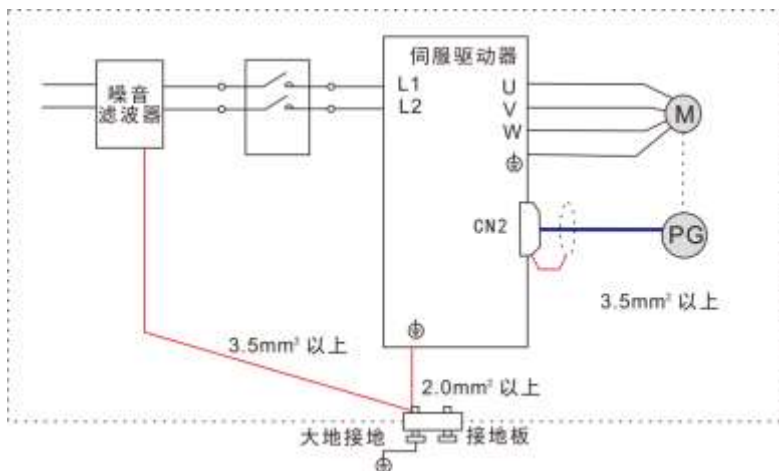 伺服驱动器
噪音
滤波器
L1
L2
U
V
W
M
CN2
PG
3.5mm² 以上
3.5mm² 以上
2.0mm² 以上
大地接地
接地板